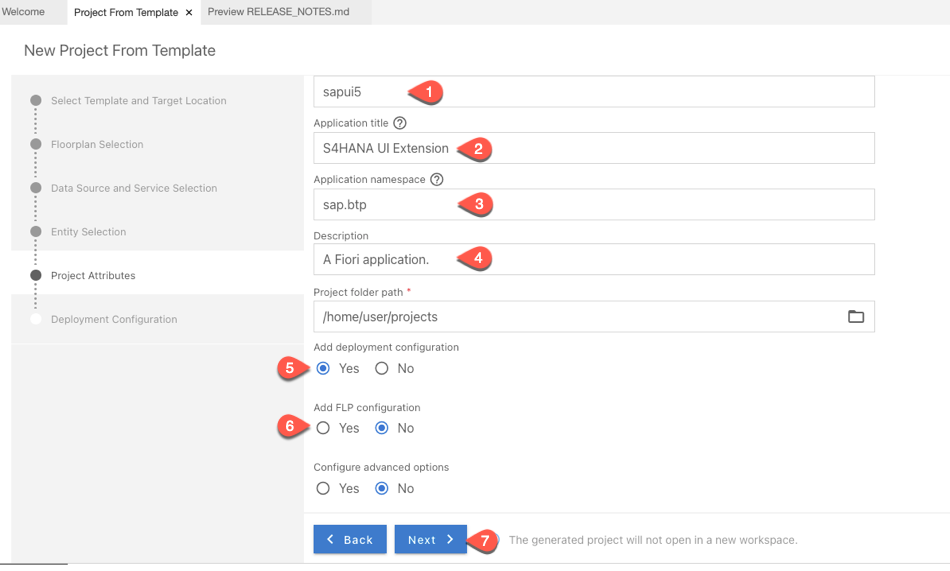 Welcome
Project From Template ×
Preview RELEASE_NOTES.md
New Project From Template
Select Template and Target Location
Floorplan Selection
Data Source and Service Selection
Entity Selection
Project Attributes
Deployment Configuration
sapui5
1
Application title ?
S4HANA UI Extension
2
Application namespace ?
sap.btp
3
Description
A Fiori application.
4
Project folder path *
/home/user/projects
Add deployment configuration
5
Yes No
Add FLP configuration
6
Yes No
Configure advanced options
Yes No
< Back
Next >
7
The generated project will not open in a new workspace.